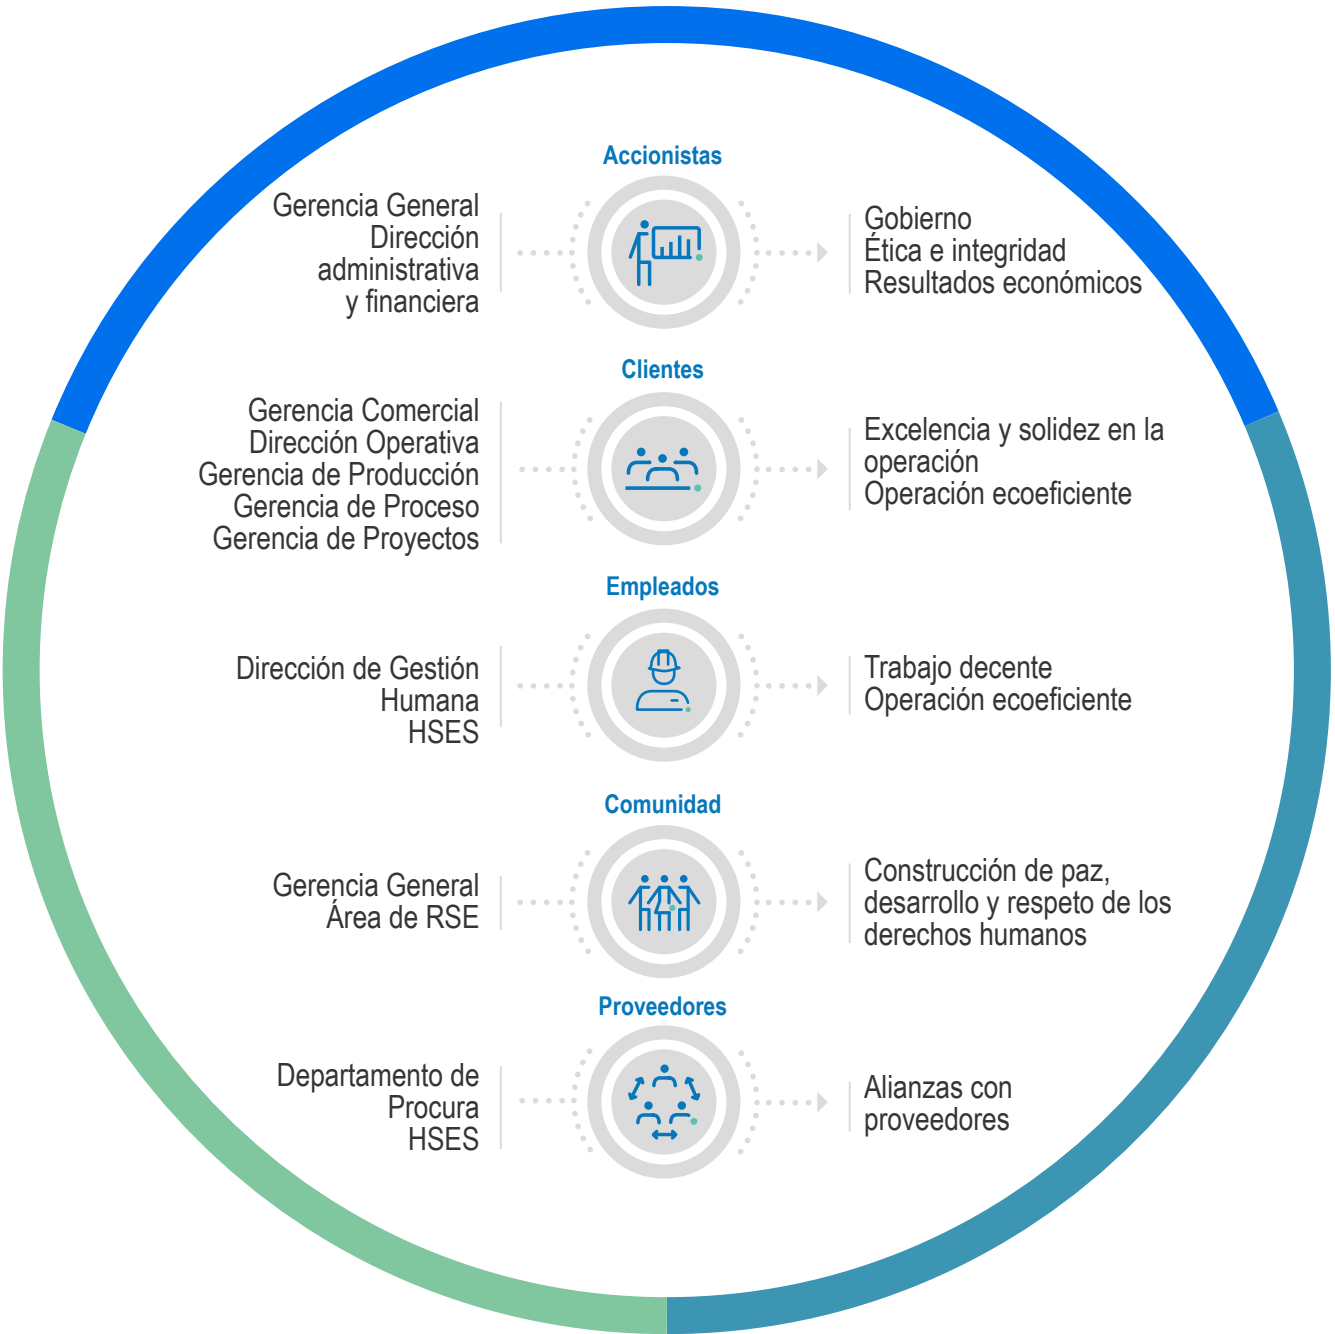 Accionistas
Gerencia General
Dirección
administrativa
y financiera
Gobierno
Ética e integridad
Resultados económicos
Clientes
Gerencia Comercial
Dirección Operativa
Gerencia de Producción
Gerencia de Proceso
Gerencia de Proyectos
Excelencia y solidez en la
operación
Operación ecoeficiente
Empleados
Dirección de Gestión
Humana
HSES
Trabajo decente
Operación ecoeficiente
Comunidad
Gerencia General
Área de RSE
Construcción de paz,
desarrollo y respeto de los
derechos humanos
Proveedores
Departamento de
Procura
HSES
Alianzas con
proveedores